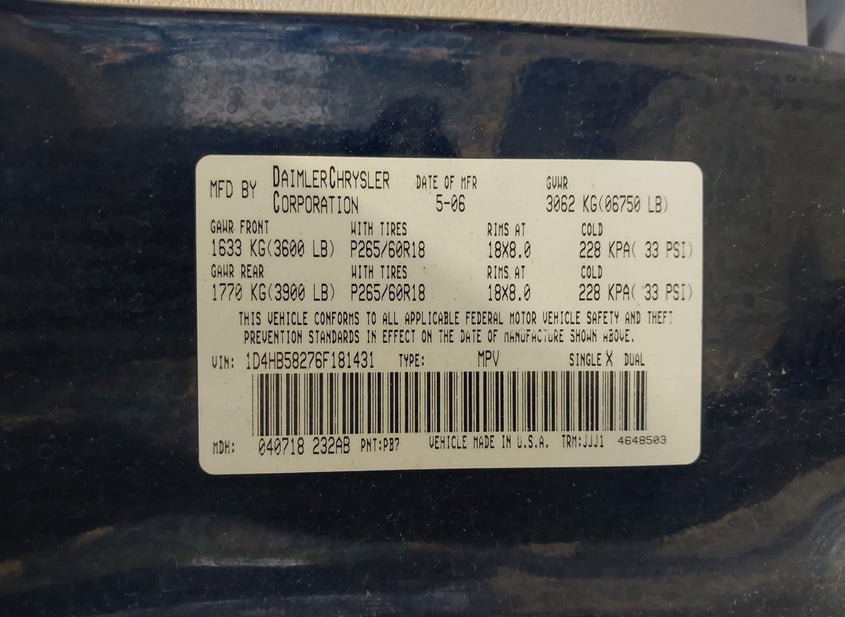 MFD BY DAIMLERCHRYSLER CORPORATION DATE OF MFR 5-06 GVWR 3062 KG(06750 LB)
GAWR FRONT WITH TIRES RIMS AT COLD
1633 KG(3600 LB) P265/60R18 18X8.0 228 KPA( 33 PSI)
GAWR REAR WITH TIRES RIMS AT COLD
1770 KG(3900 LB) P265/60R18 18X8.0 228 KPA( 33 PSI)
THIS VEHICLE CONFORMS TO ALL APPLICABLE FEDERAL MOTOR VEHICLE SAFETY AND THEFT
PREVENTION STANDARDS IN EFFECT ON THE DATE OF MANUFACTURE SHOWN ABOVE.
VIN: 1D4HB58276F181431 TYPE: MPV SINGLE X DUAL
MDH: 040718 232AB PNT:PB7 VEHICLE MADE IN U.S.A. TRM:JJJ1 4648503